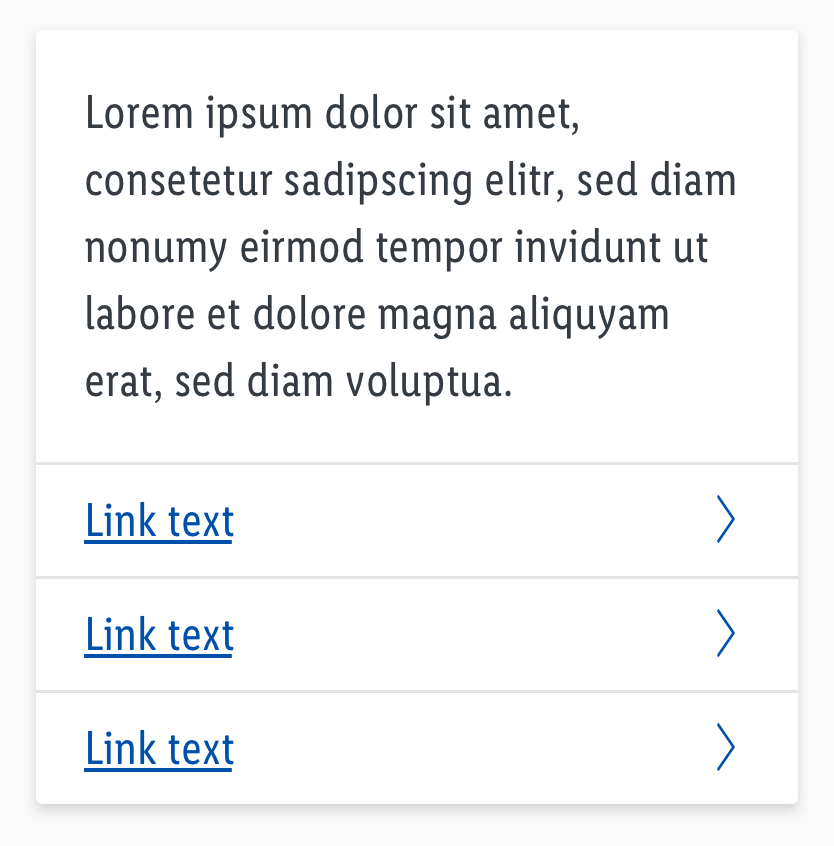 Lorem ipsum dolor sit amet,
consetetur sadipscing elitr, sed diam
nonumy eirmod tempor invidunt ut
labore et dolore magna aliquyam
erat, sed diam voluptua.
Link text
Link text
Link text